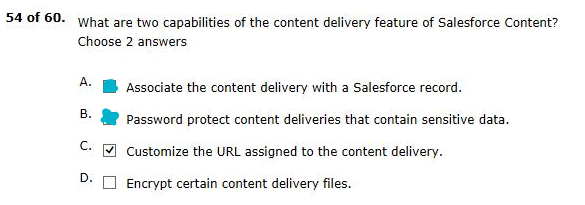 54 of 60. What are two capabilities of the content delivery feature of Salesforce Content?
Choose 2 answers
A. Associate the content delivery with a Salesforce record.
B. Password protect content deliveries that contain sensitive data.
C. Customize the URL assigned to the content delivery.
D. Encrypt certain content delivery files.